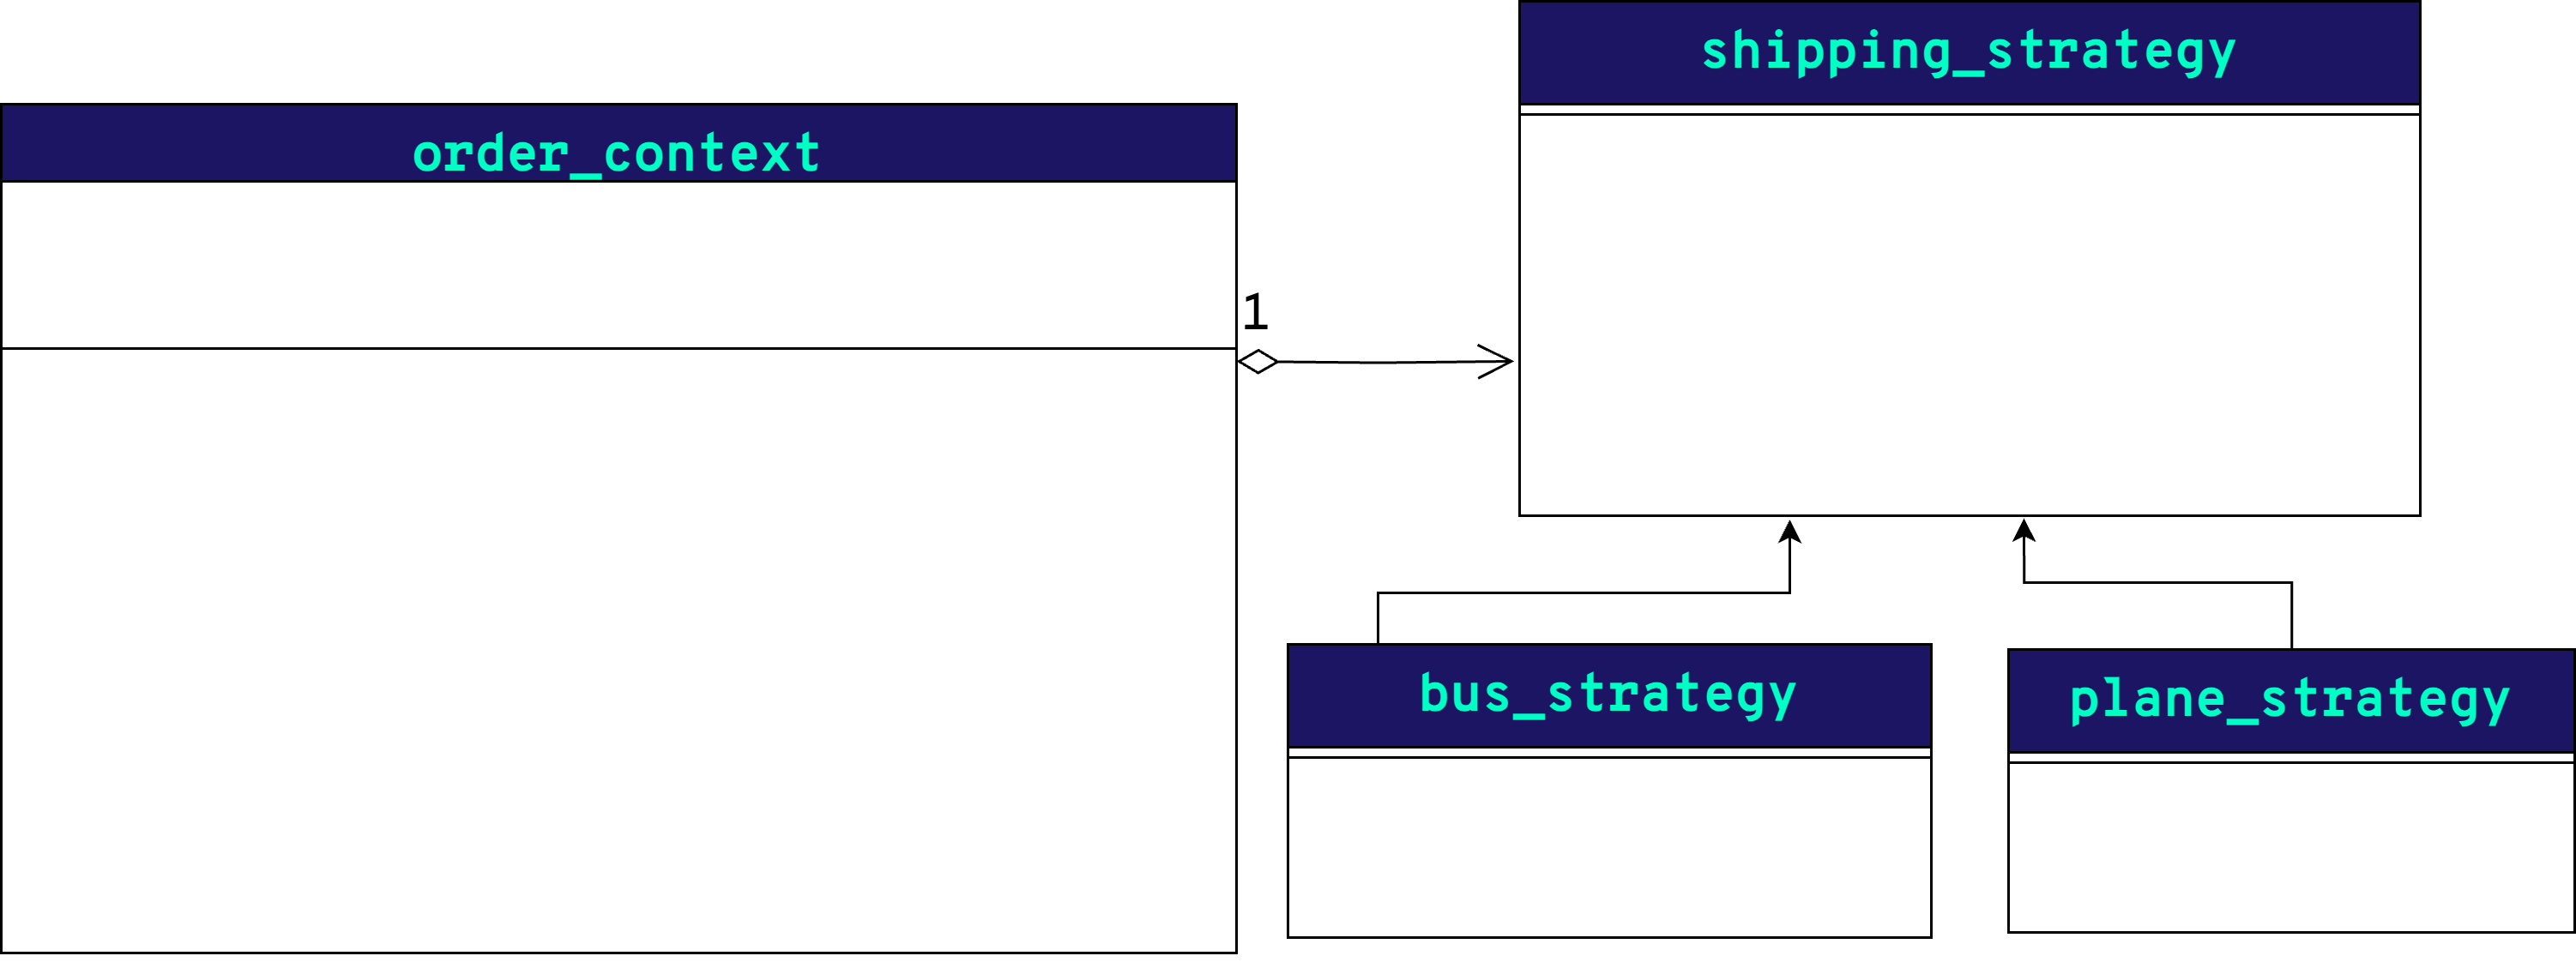 shipping_strategy
order_context
1
bus_strategy
plane_strategy